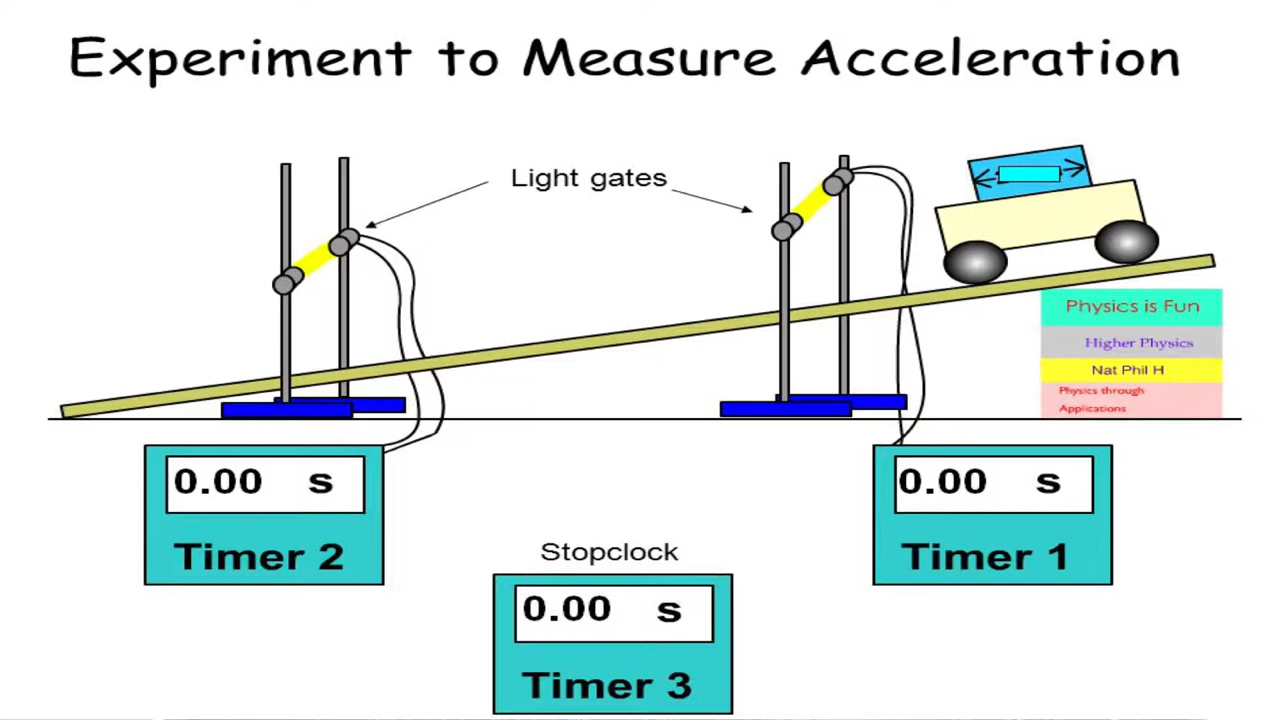 Experiment to Measure Acceleration
Light gates
Physics is Fun
Higher Physics
Nat Phil H
Physics through
Applications
0.00 s
Timer 2
0.00 s
Timer 1
Stopclock
0.00 s
Timer 3